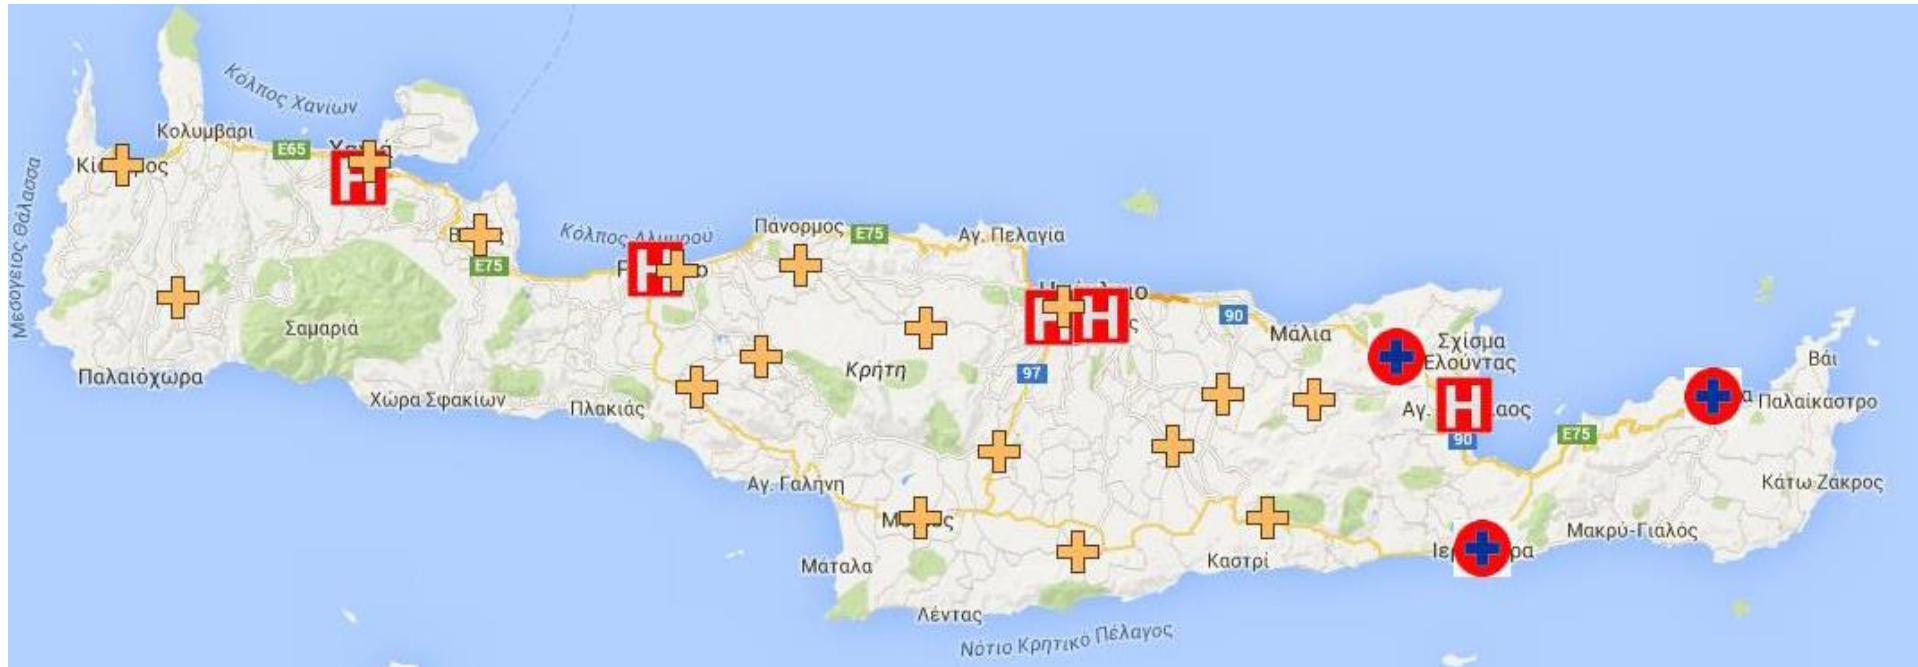 Κόλπος Χανίων
Κολυμβάρι
E65
H
E75
Μεσογειος Θάλασσα
Σαμαριά
Παλαιόχωρα
Χώρα Σφακίων
Πλακιάς
Κόλπος Αλμυρού
H
Πάνορμος
E75
Αγ. Πελαγία
H
H
90
Μάλια
Σχίσμα
Ελούντας
Κρήτη
97
Αγ.
H
90
E75
Βάι
Παλαίκαστρο
Κάτω Ζάκρος
Αγ. Γαλήνη
Μάταλα
Λέντας
Καστρί
Μακρύ-Γιαλός
Νότιο Κρητικό Πέλαγος